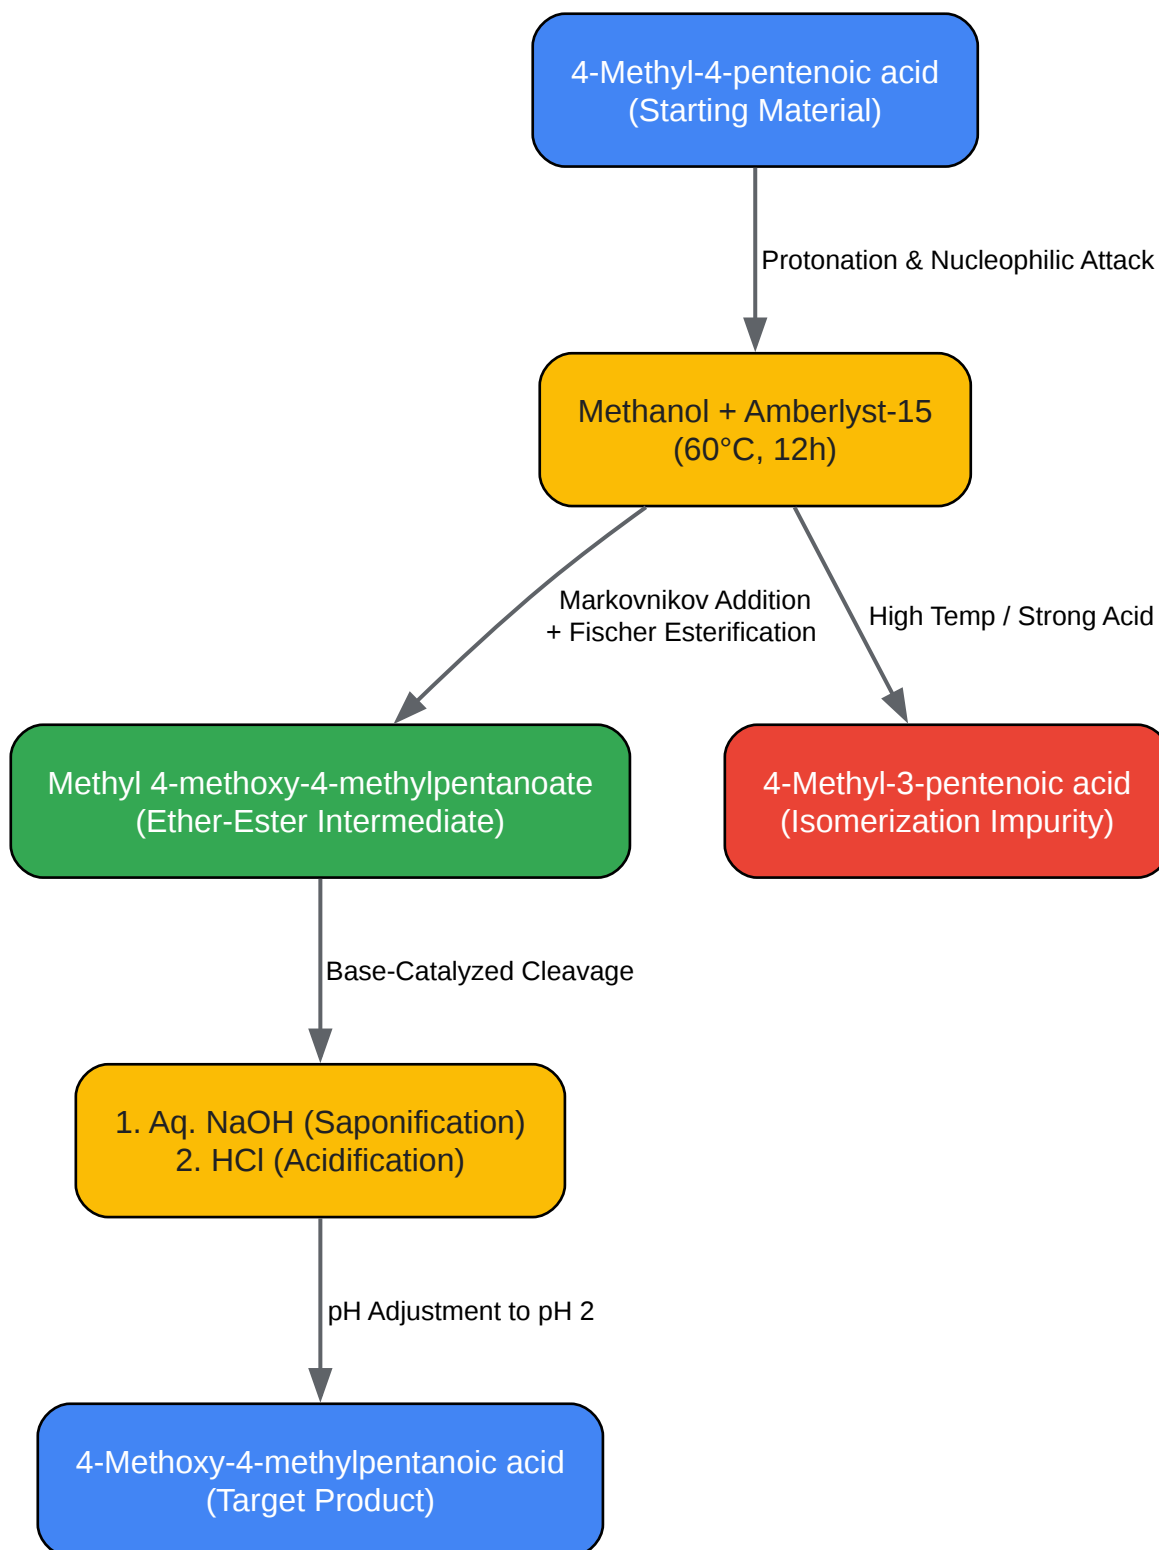 4-Methyl-4-pentenoic acid
(Starting Material)
Protonation & Nucleophilic Attack
Methanol + Amberlyst-15
(60°C, 12h)
Markovnikov Addition
+ Fischer Esterification
High Temp / Strong Acid
Methyl 4-methoxy-4-methylpentanoate
(Ether-Ester Intermediate)
4-Methyl-3-pentenoic acid
(Isomerization Impurity)
Base-Catalyzed Cleavage
1. Aq. NaOH (Saponification)
2. HCl (Acidification)
pH Adjustment to pH 2
4-Methoxy-4-methylpentanoic acid
(Target Product)